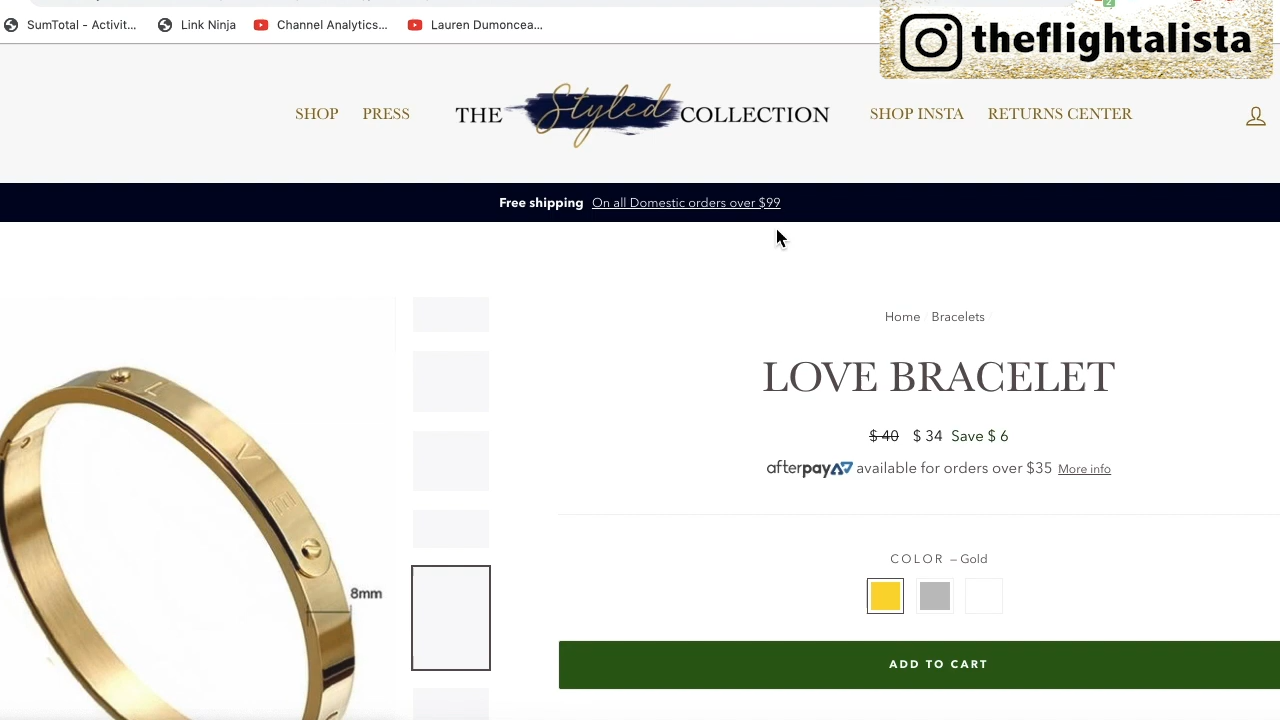 SumTotal - Activit...
Link Ninja
Channel Analytics...
Lauren Dumoncea...
2
theflightalista
SHOP
PRESS
THE Styled COLLECTION
SHOP INSTA
RETURNS CENTER
Free shipping On all Domestic orders over $99
Home Bracelets
LOVE BRACELET
$ 40 $ 34 Save $ 6
afterpay available for orders over $35 More info
COLOR — Gold
L V
8mm
ADD TO CART